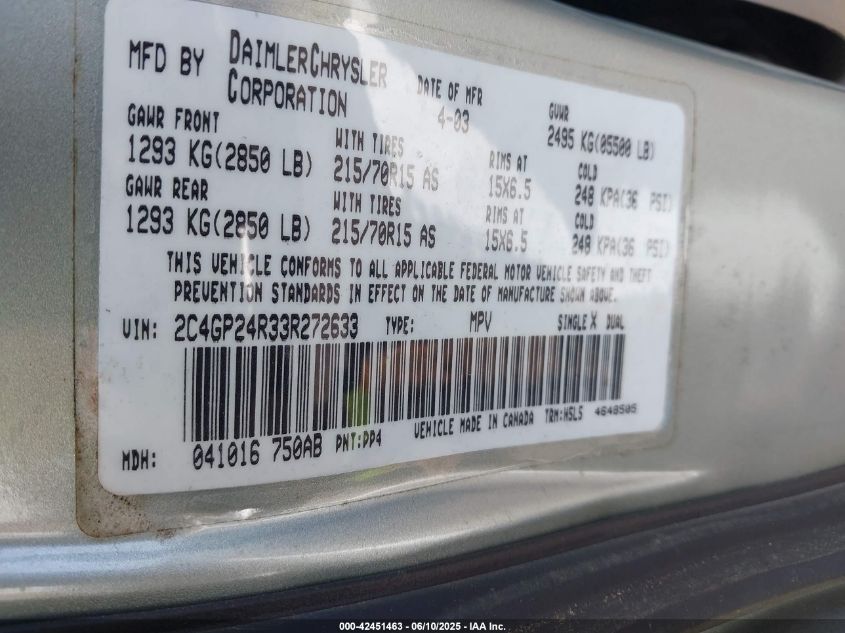 MFD BY DAIMLERCHRYSLER CORPORATION DATE OF MFR 4-03 GVWR 2495 KG(05500 LB)
GAWR FRONT WITH TIRES RIMS AT COLD
1293 KG(2850 LB) 215/70R15 AS 15X6.5 248 KPA(36 PSI)
GAWR REAR WITH TIRES RIMS AT COLD
1293 KG(2850 LB) 215/70R15 AS 15X6.5 248 KPA(36 PSI)
THIS VEHICLE CONFORMS TO ALL APPLICABLE FEDERAL MOTOR VEHICLE SAFETY AND THEFT
PREVENTION STANDARDS IN EFFECT ON THE DATE OF MANUFACTURE SHOWN ABOVE.
VIN: 2C4GP24R33R272633 TYPE: MPV SINGLE X DUAL
MDH: 041016 750AB PNT:PP4 VEHICLE MADE IN CANADA TRM:H5L5 4648505
000-42451463 - 06/10/2025 - IAA Inc.